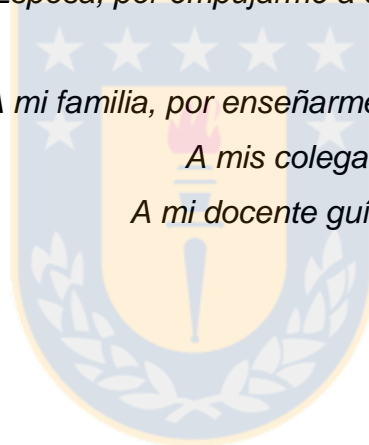 Esposa, por empujarme a
A mi familia, por enseñarme
A mis colega
A mi docente guí